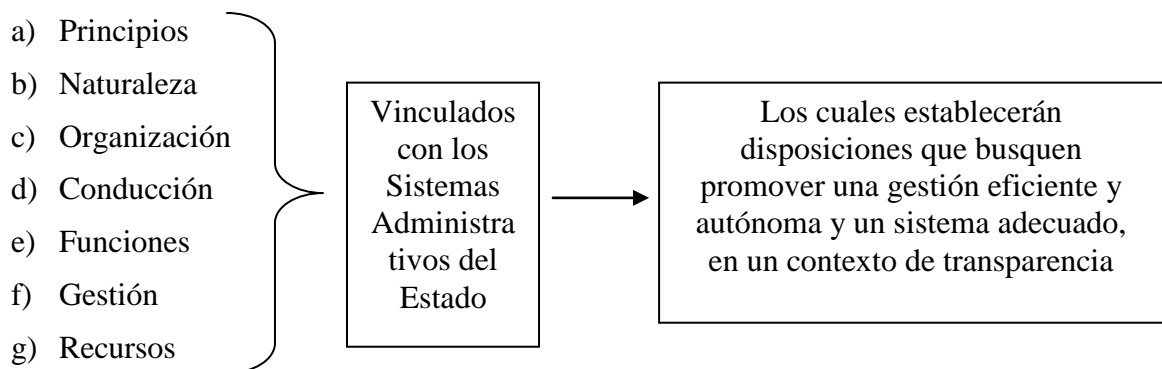 a) Principios
b) Naturaleza
c) Organización
d) Conducción
e) Funciones
f) Gestión
g) Recursos
Vinculados
con los
Sistemas
Administra
tivos del
Estado
Los cuales establecerán
disposiciones que busquen
promover una gestión eficiente y
autónoma y un sistema adecuado,
en un contexto de transparencia